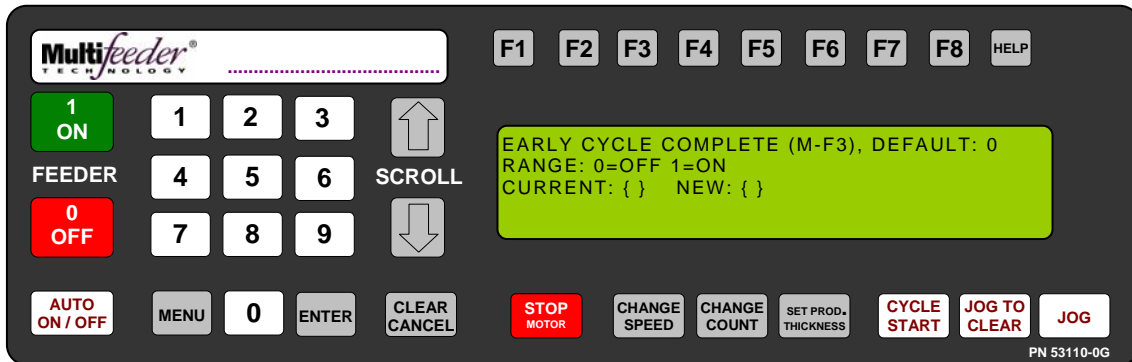 Multifeeder®
TECHNOLOGY
F1 F2 F3 F4 F5 F6 F7 F8 HELP
1
ON
FEEDER
0
OFF
1 2 3
4 5 6
7 8 9
SCROLL
EARLY CYCLE COMPLETE (M-F3), DEFAULT: 0
RANGE: 0=OFF 1=ON
CURRENT: { } NEW: { }
AUTO
ON / OFF
MENU
0
ENTER
CLEAR
CANCEL
STOP
MOTOR
CHANGE
SPEED
CHANGE
COUNT
SET PROD.
THICKNESS
CYCLE
START
JOG TO
CLEAR
JOG
PN 53110-0G